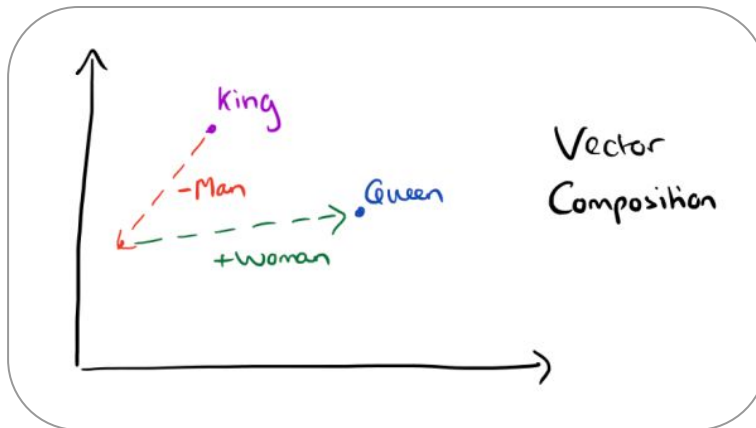 King
-Man
Queen
+Woman
Vector
Composition